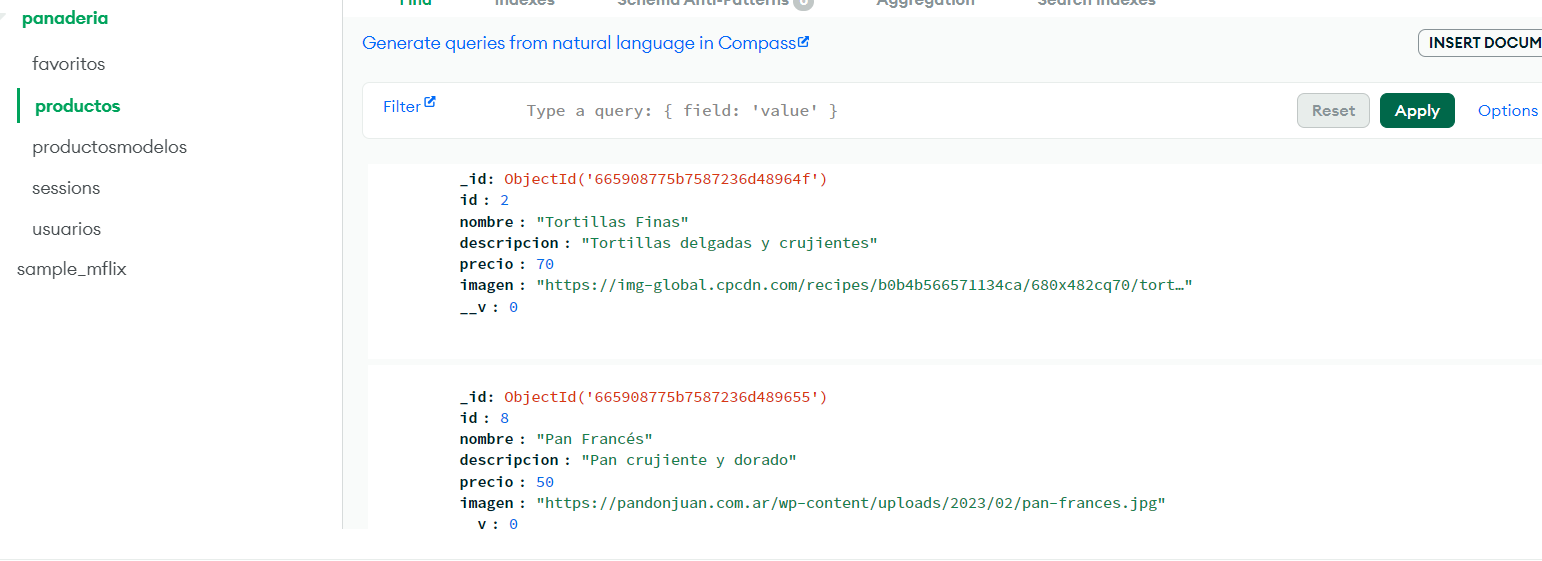 panaderia
favoritos
productos
productosmodelos
sessions
usuarios
sample_mflix
Find Indexes Schema Anti-Patterns 0 Aggregation Search Indexes
Generate queries from natural language in Compass
INSERT DOCUM
Filter Type a query: { field: 'value' } Reset Apply Options
_id: ObjectId('665908775b7587236d48964f')
id : 2
nombre : "Tortillas Finas"
descripcion : "Tortillas delgadas y crujientes"
precio : 70
imagen : "https://img-global.cpcdn.com/recipes/b0b4b566571134ca/680x482cq70/tort…"
__v : 0
_id: ObjectId('665908775b7587236d489655')
id : 8
nombre : "Pan Francés"
descripcion : "Pan crujiente y dorado"
precio : 50
imagen : "https://pandonjuan.com.ar/wp-content/uploads/2023/02/pan-frances.jpg"
v : 0